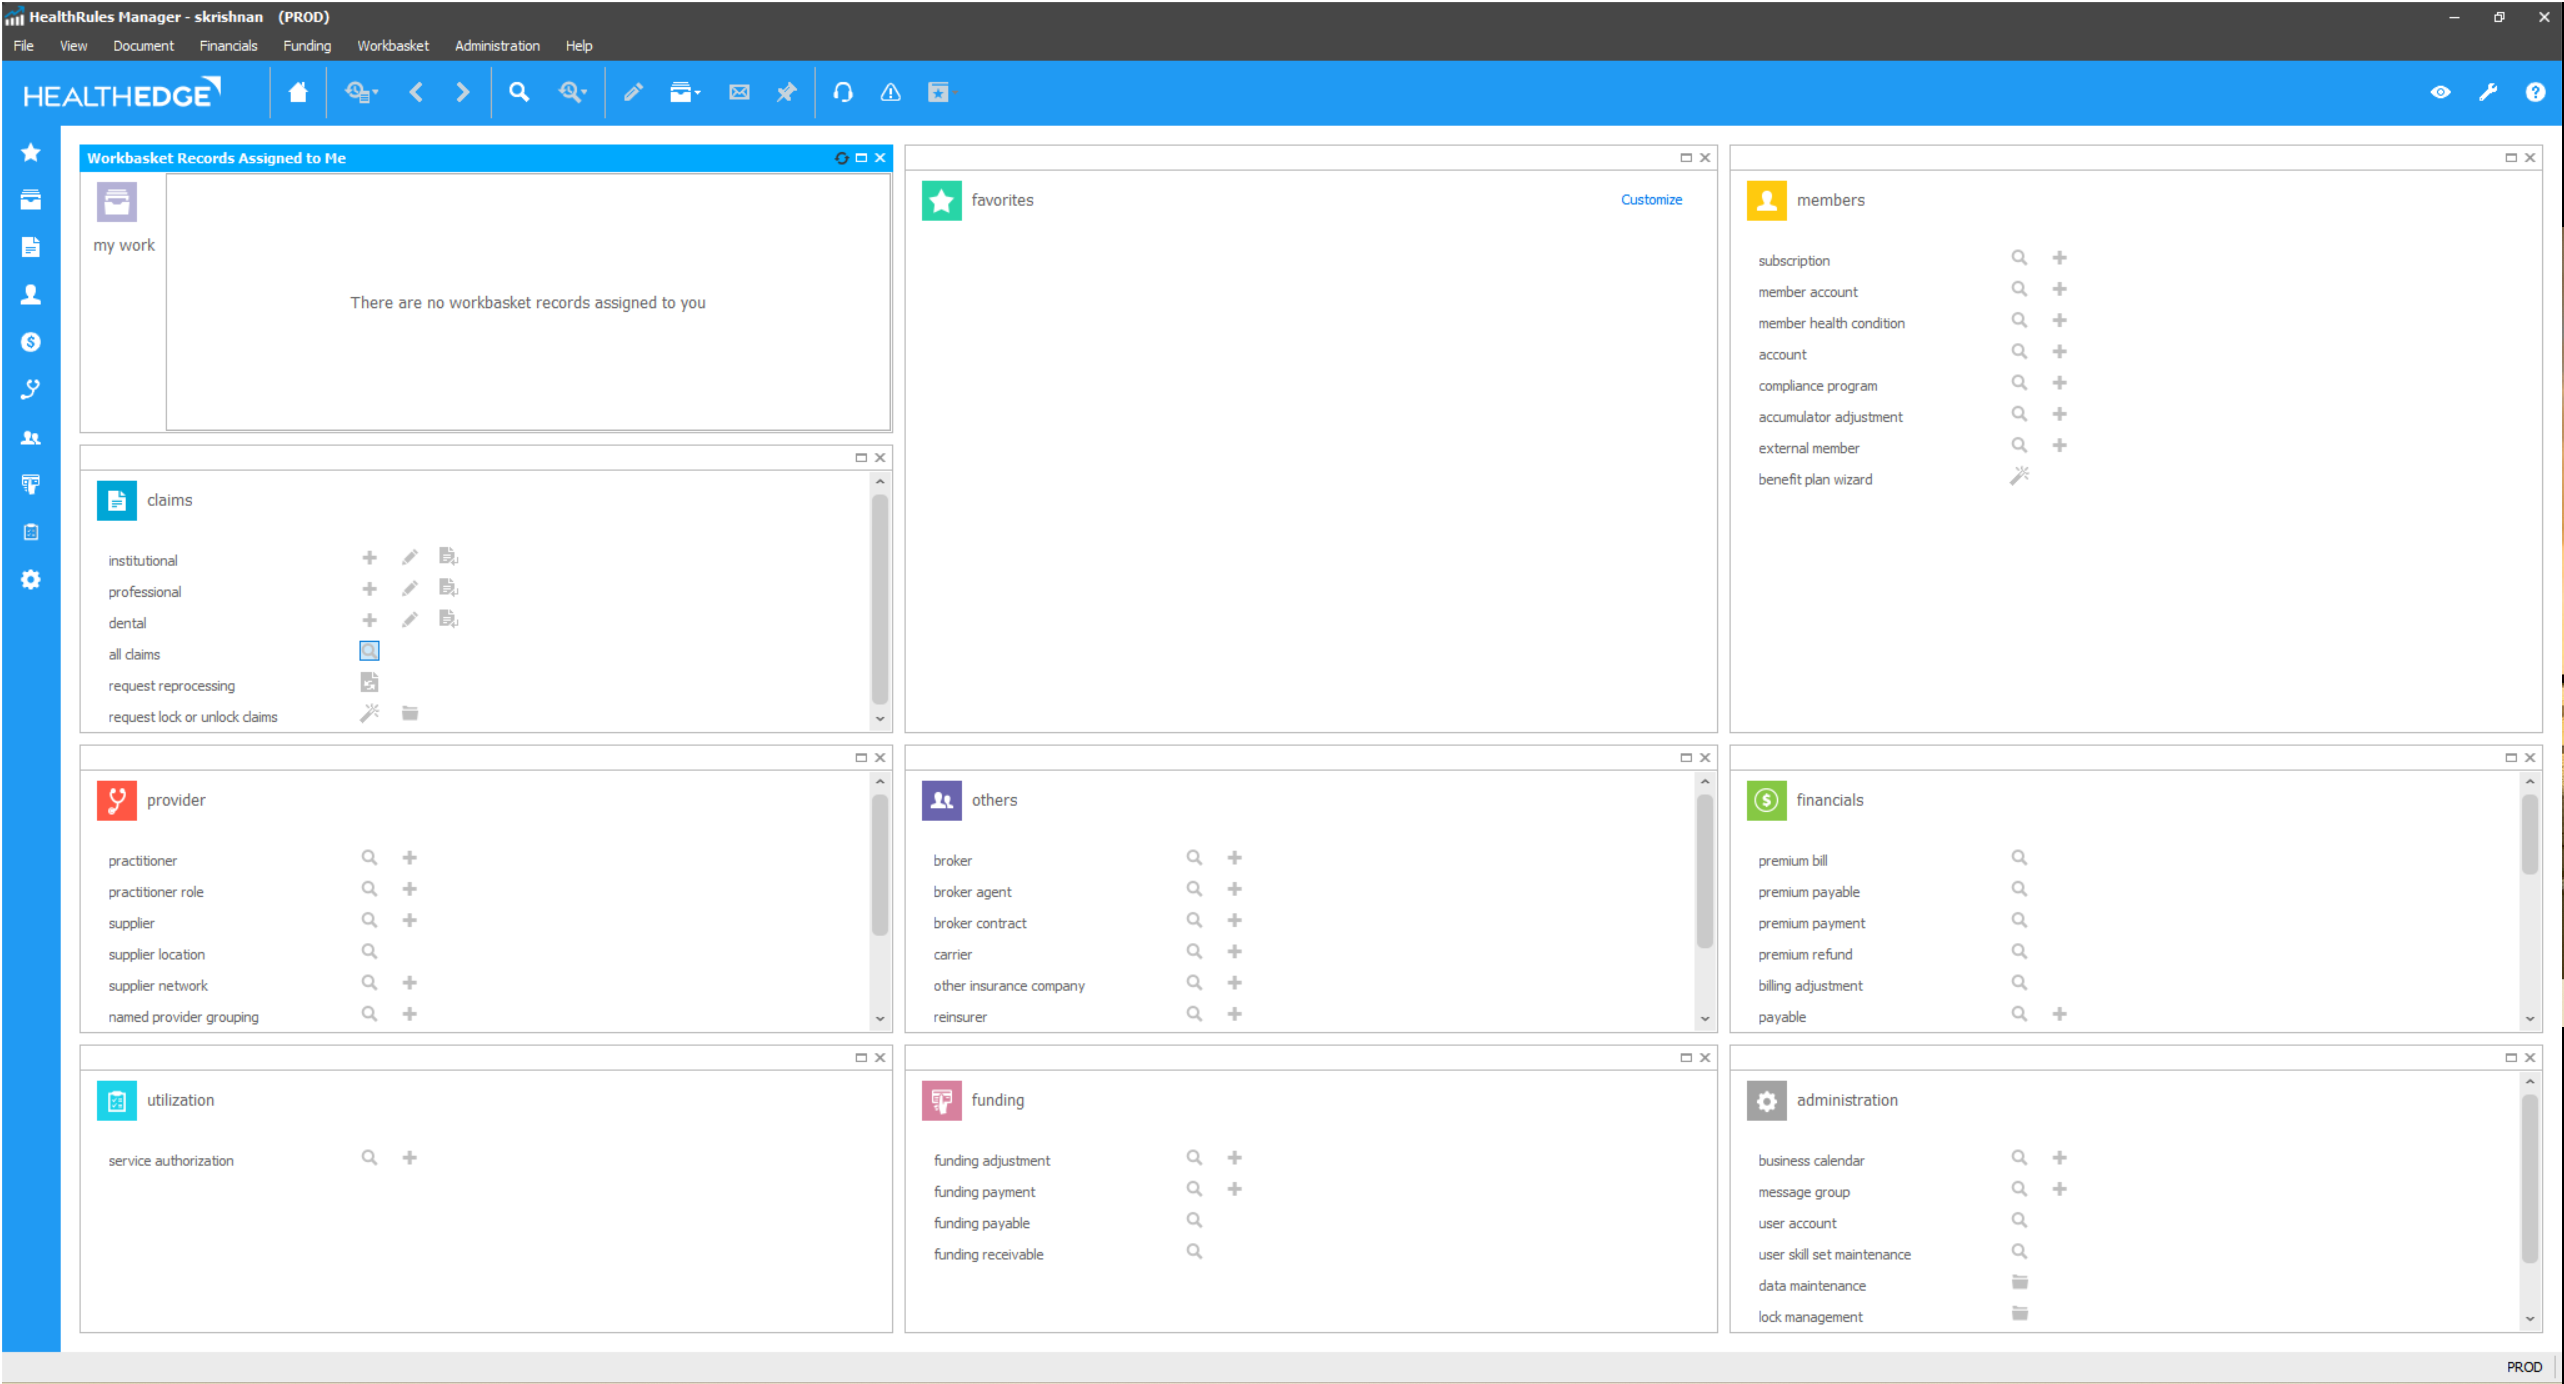 HealthRules Manager - skrishnan (PROD)
File View Document Financials Funding Workbasket Administration Help
HEALTHEDGE
Workbasket Records Assigned to Me
my work
There are no workbasket records assigned to you
favorites
Customize
members
subscription
member account
member health condition
account
compliance program
accumulator adjustment
external member
benefit plan wizard
claims
institutional
professional
dental
all claims
request reprocessing
request lock or unlock claims
provider
practitioner
practitioner role
supplier
supplier location
supplier network
named provider grouping
others
broker
broker agent
broker contract
carrier
other insurance company
reinsurer
financials
premium bill
premium payable
premium payment
premium refund
billing adjustment
payable
utilization
service authorization
funding
funding adjustment
funding payment
funding payable
funding receivable
administration
business calendar
message group
user account
user skill set maintenance
data maintenance
lock management
PROD